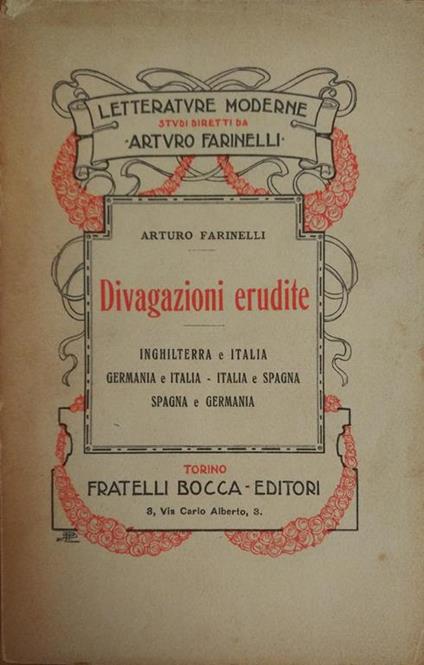 LETTERATVRE MODERNE
STVDI DIRETTI DA
·ARTVRO FARINELLI·
ARTURO FARINELLI
Divagazioni erudite
INGHILTERRA e ITALIA
GERMANIA e ITALIA - ITALIA e SPAGNA
SPAGNA e GERMANIA
TORINO
FRATELLI BOCCA - EDITORI
3, Via Carlo Alberto, 3.